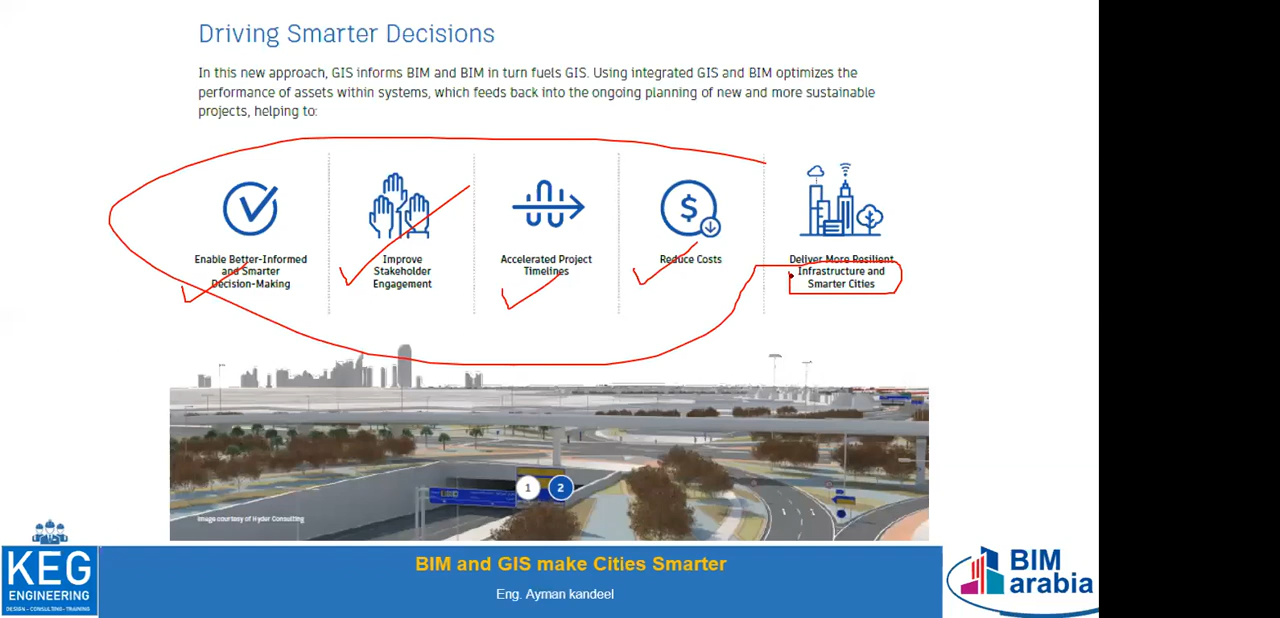 Driving Smarter Decisions
In this new approach, GIS informs BIM and BIM in turn fuels GIS. Using integrated GIS and BIM optimizes the
performance of assets within systems, which feeds back into the ongoing planning of new and more sustainable
projects, helping to:
Enable Better-Informed
and Smarter
Decision-Making
Improve
Stakeholder
Engagement
Accelerated Project
Timelines
Reduce Costs
Deliver More Resilient
Infrastructure and
Smarter Cities
1
2
Image courtesy of Hyder Consulting
KEG
ENGINEERING
DESIGN - CONSULTING - TRAINING
BIM and GIS make Cities Smarter
Eng. Ayman kandeel
BIM
arabia